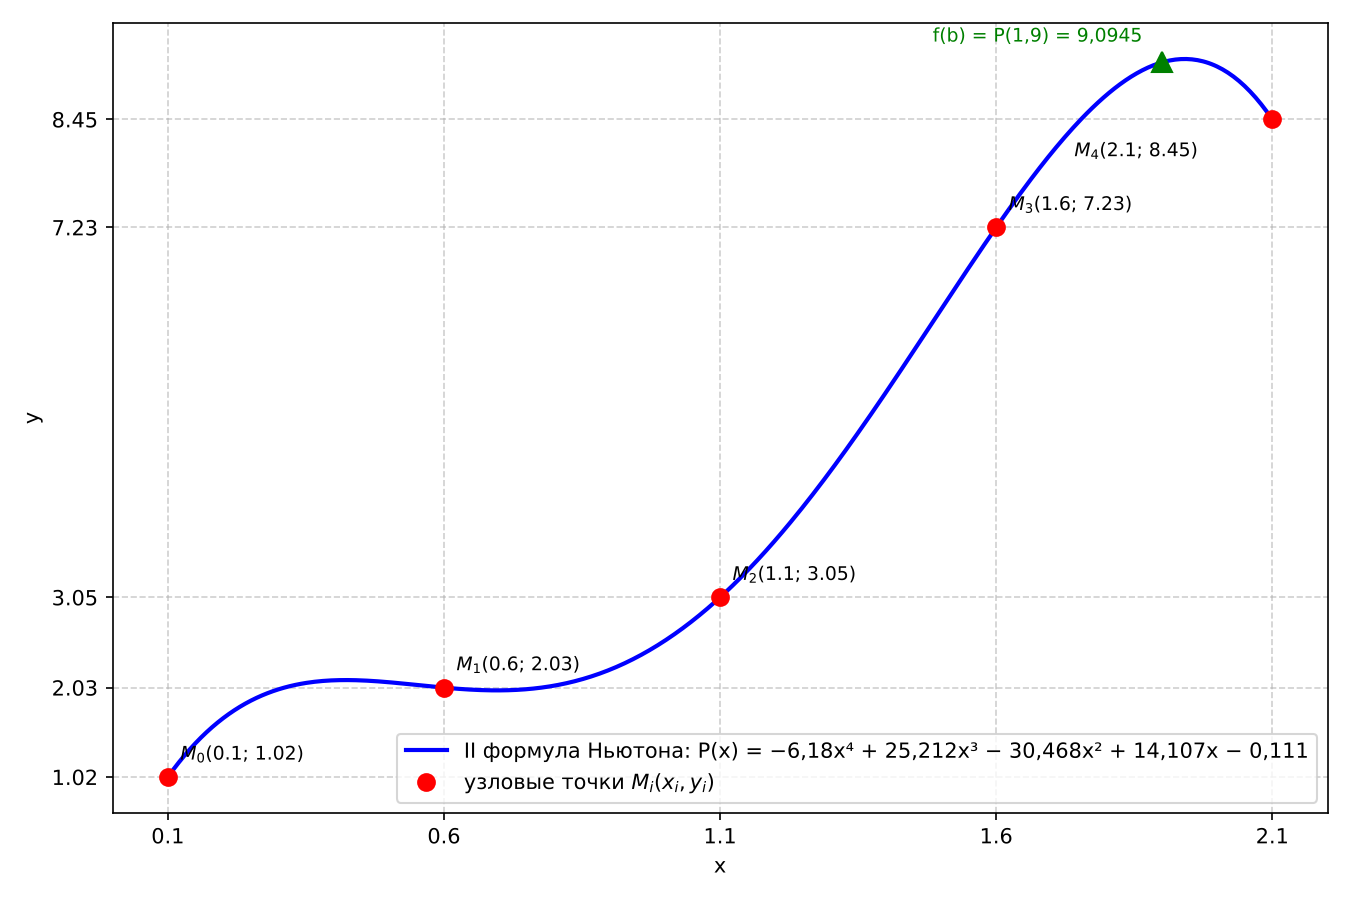 f(b) = P(1,9) = 9,0945
8.45
M₄(2.1; 8.45)
M₃(1.6; 7.23)
7.23
y
M₂(1.1; 3.05)
3.05
M₁(0.6; 2.03)
2.03
M₀(0.1; 1.02)
II формула Ньютона: P(x) = −6,18x⁴ + 25,212x³ − 30,468x² + 14,107x − 0,111
1.02
узловые точки Mᵢ(xᵢ, yᵢ)
0.1 0.6 1.1 1.6 2.1
x